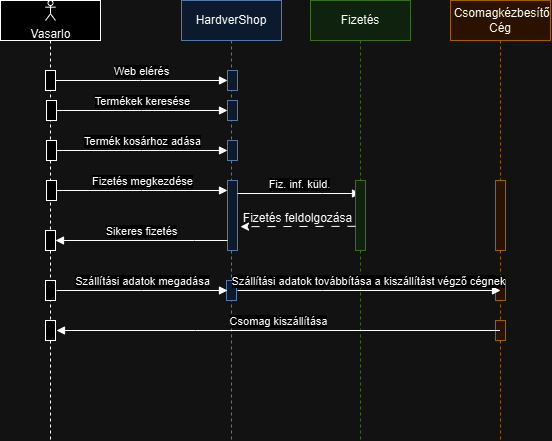 Vasarlo
HardverShop
Fizetés
Csomagkézbesítő
Cég
Web elérés
Termékek keresése
Termék kosárhoz adása
Fizetés megkezdése
Fiz. inf. küld.
Fizetés feldolgozása
Sikeres fizetés
Szállítási adatok megadása
Szállítási adatok továbbítása a kiszállítást végző cégnek
Csomag kiszállítása